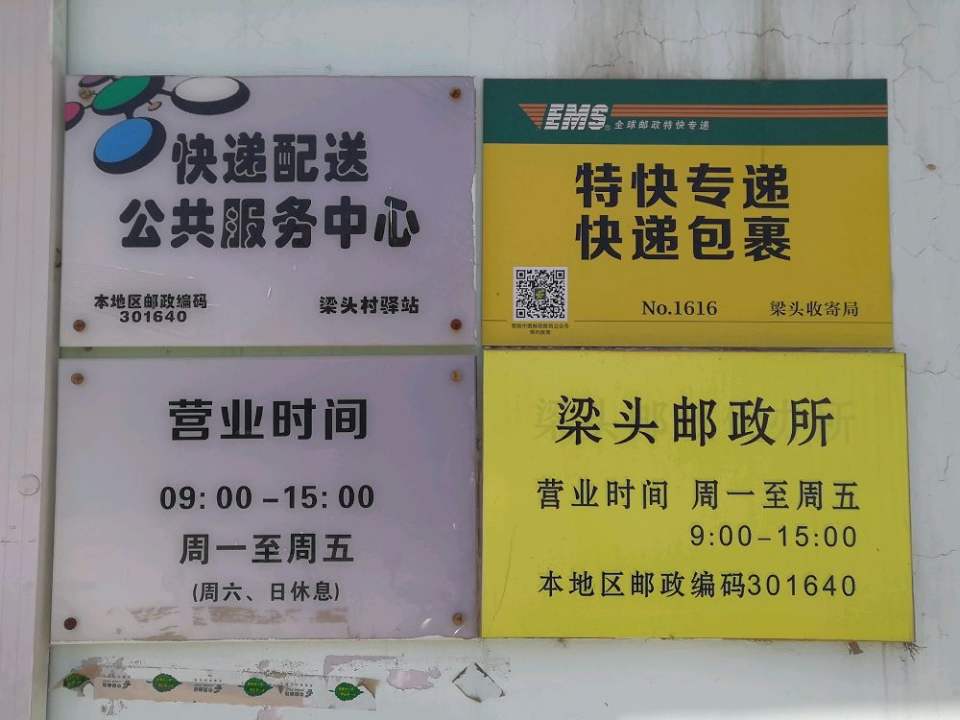 快递配送
公共服务中心
本地区邮政编码
301640
梁头村驿站
EMS 全球邮政特快专递
特快专递
快递包裹
No.1616
梁头收寄局
营业时间
09:00-15:00
周一至周五
(周六、日休息)
梁头邮政所
营业时间 周一至周五
9:00-15:00
本地区邮政编码301640